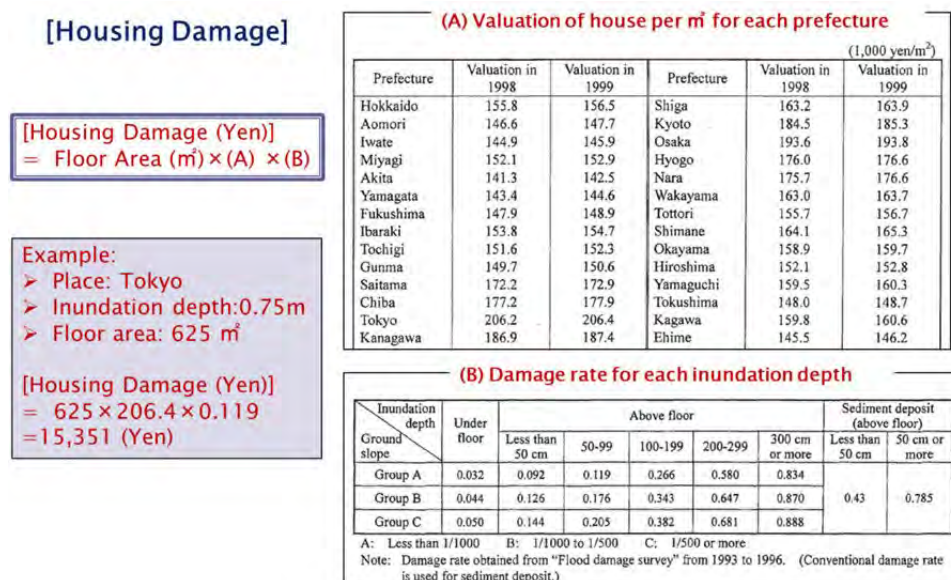 [Housing Damage]
[Housing Damage (Yen)]
= Floor Area (㎡)×(A) ×(B)
Example:
➢ Place: Tokyo
➢ Inundation depth:0.75m
➢ Floor area: 625 ㎡
[Housing Damage (Yen)]
= 625×206.4×0.119
=15,351 (Yen)
(A) Valuation of house per ㎡ for each prefecture
(1,000 yen/m²)
Prefecture Valuation in 1998 Valuation in 1999 Prefecture Valuation in 1998 Valuation in 1999
Hokkaido 155.8 156.5 Shiga 163.2 163.9
Aomori 146.6 147.7 Kyoto 184.5 185.3
Iwate 144.9 145.9 Osaka 193.6 193.8
Miyagi 152.1 152.9 Hyogo 176.0 176.6
Akita 141.3 142.5 Nara 175.7 176.6
Yamagata 143.4 144.6 Wakayama 163.0 163.7
Fukushima 147.9 148.9 Tottori 155.7 156.7
Ibaraki 153.8 154.7 Shimane 164.1 165.3
Tochigi 151.6 152.3 Okayama 158.9 159.7
Gunma 149.7 150.6 Hiroshima 152.1 152.8
Saitama 172.2 172.9 Yamaguchi 159.5 160.3
Chiba 177.2 177.9 Tokushima 148.0 148.7
Tokyo 206.2 206.4 Kagawa 159.8 160.6
Kanagawa 186.9 187.4 Ehime 145.5 146.2
(B) Damage rate for each inundation depth
Inundation depth Ground slope Under floor Above floor Sediment deposit (above floor)
Less than 50 cm 50-99 100-199 200-299 300 cm or more Less than 50 cm 50 cm or more
Group A 0.032 0.092 0.119 0.266 0.580 0.834
Group B 0.044 0.126 0.176 0.343 0.647 0.870 0.43 0.785
Group C 0.050 0.144 0.205 0.382 0.681 0.888
A: Less than 1/1000 B: 1/1000 to 1/500 C: 1/500 or more
Note: Damage rate obtained from "Flood damage survey" from 1993 to 1996. (Conventional damage rate
is used for sediment deposit.)